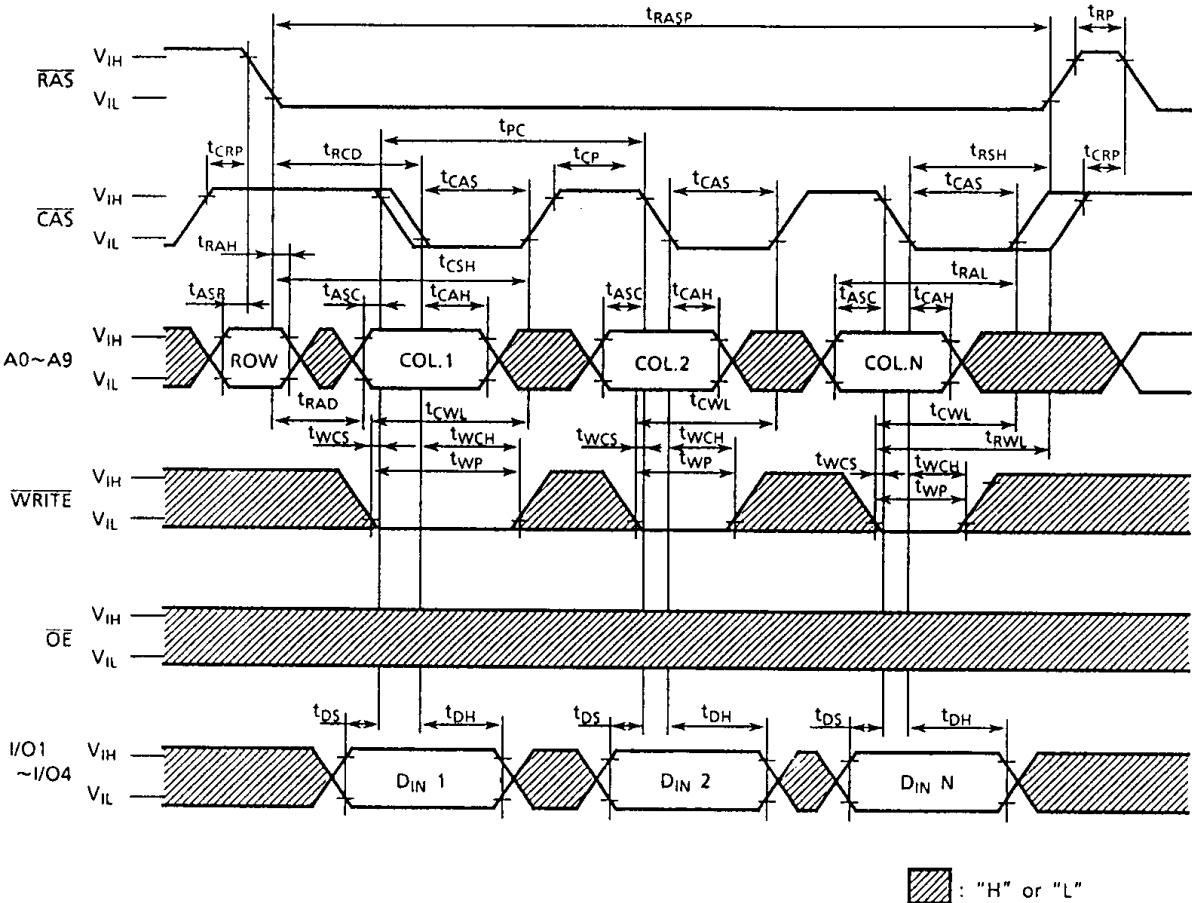 tRASP tRP
VIH
RAS
VIL
tPC
tCRP tRCD tCP tRSH tCRP
tCAS tCAS tCAS
VIH
CAS
VIL
tRAH
tCSH tRAL
tASR tASC tCAH tASC tCAH tASC tCAH
VIH
A0~A9 ROW COL.1 COL.2 COL.N
VIL
tRAD tCWL tCWL tCWL
tWCS tWCH tWCS tWCH tRWL
tWP tWP tWCS tWCH
tWP
VIH
WRITE
VIL
VIH
OE
VIL
tDS tDH tDS tDH tDS tDH
I/O1 VIH
~I/O4 DIN 1 DIN 2 DIN N
VIL
: "H" or "L"